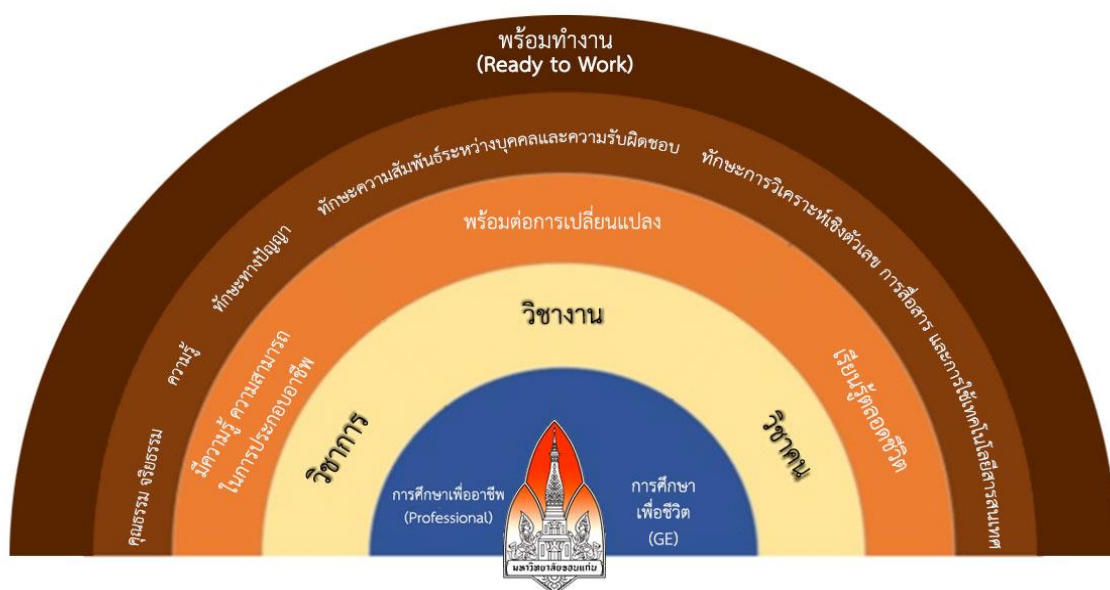 พร้อมทำงาน
(Ready to Work)
คุณธรรม จริยธรรม
ความรู้
ทักษะทางปัญญา
ทักษะความสัมพันธ์ระหว่างบุคคลและความรับผิดชอบ
ทักษะการวิเคราะห์เชิงตัวเลข การสื่อสาร และการใช้เทคโนโลยีสารสนเทศ
มีความรู้ ความสามารถ
ในการประกอบอาชีพ
พร้อมต่อการเปลี่ยนแปลง
เรียนรู้ตลอดชีวิต
วิชาการ
วิชางาน
วิชาคน
การศึกษาเพื่ออาชีพ
(Professional)
การศึกษา
เพื่อชีวิต
(GE)
มหาวิทยาลัยขอนแก่น